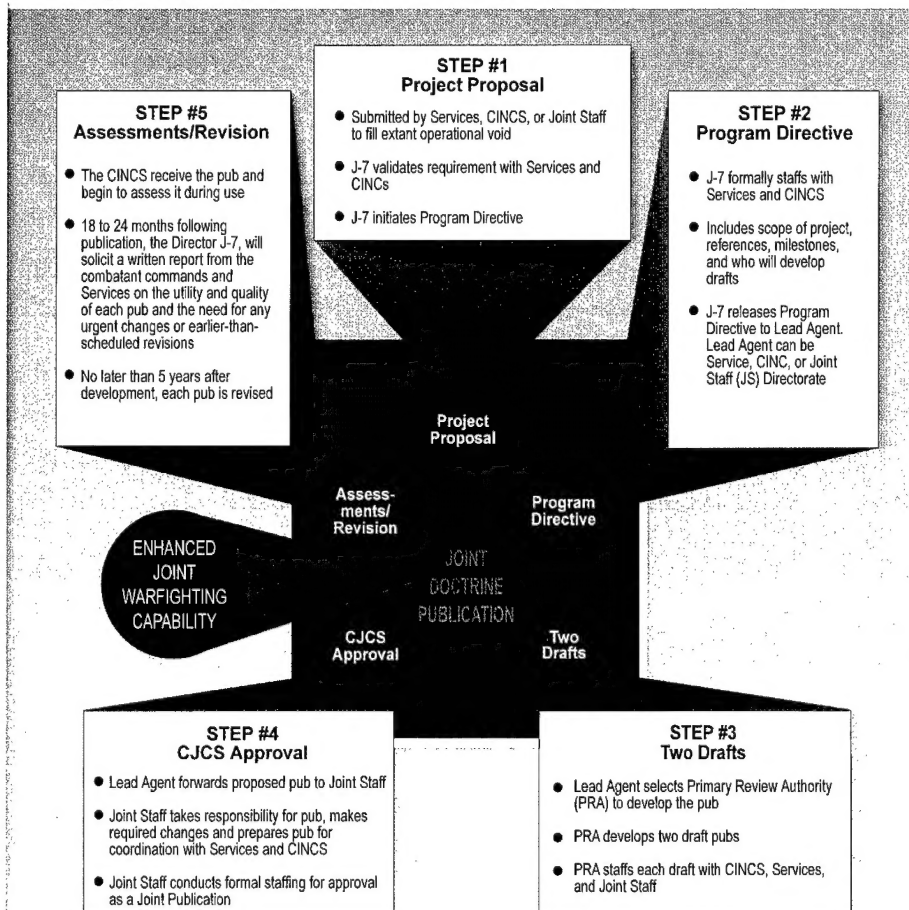 STEP #1
Project Proposal
● Submitted by Services, CINCS, or Joint Staff
to fill extant operational void
● J-7 validates requirement with Services and
CINCs
● J-7 initiates Program Directive
STEP #5
Assessments/Revision
● The CINCS receive the pub and
begin to assess it during use
● 18 to 24 months following
publication, the Director J-7, will
solicit a written report from the
combatant commands and
Services on the utility and quality
of each pub and the need for any
urgent changes or earlier-than-
scheduled revisions
● No later than 5 years after
development, each pub is revised
STEP #2
Program Directive
● J-7 formally staffs with
Services and CINCS
● Includes scope of project,
references, milestones,
and who will develop
drafts
● J-7 releases Program
Directive to Lead Agent.
Lead Agent can be
Service, CINC, or Joint
Staff (JS) Directorate
Project
Proposal
Assess-
ments/
Revision
Program
Directive
ENHANCED
JOINT
WARFIGHTING
CAPABILITY
JOINT
DOCTRINE
PUBLICATION
CJCS
Approval
Two
Drafts
STEP #4
CJCS Approval
● Lead Agent forwards proposed pub to Joint Staff
● Joint Staff takes responsibility for pub, makes
required changes and prepares pub for
coordination with Services and CINCS
● Joint Staff conducts formal staffing for approval
as a Joint Publication
STEP #3
Two Drafts
● Lead Agent selects Primary Review Authority
(PRA) to develop the pub
● PRA develops two draft pubs
● PRA staffs each draft with CINCS, Services,
and Joint Staff